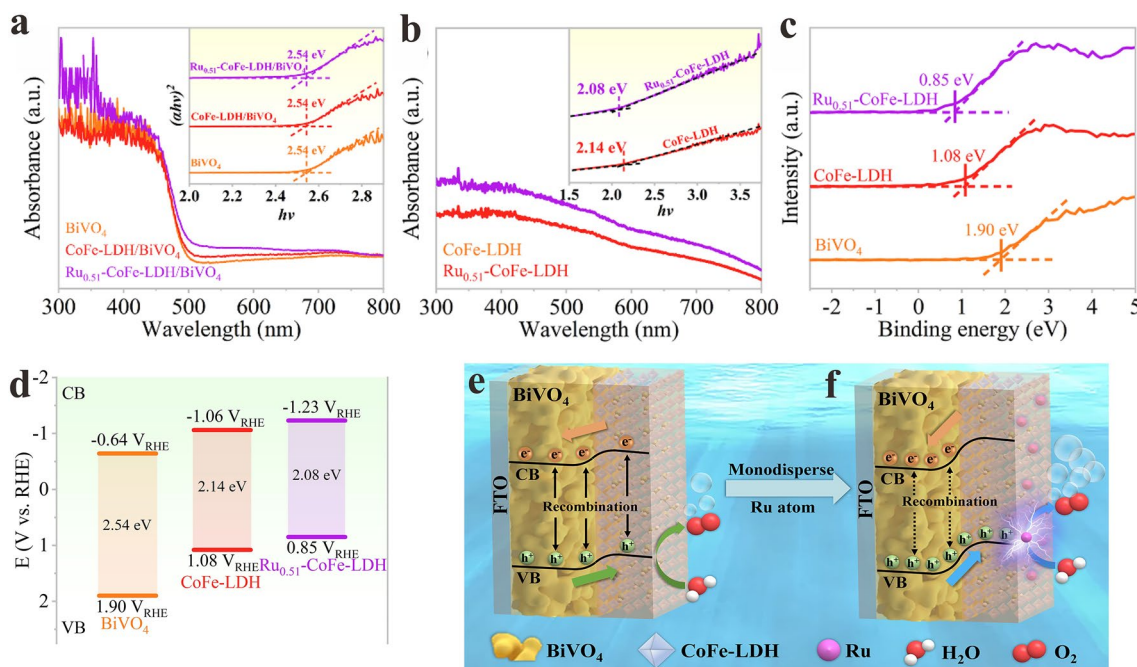 a
Absorbance (a.u.)
(αhν)²
2.54 eV
Ru0.51-CoFe-LDH/BiVO4
2.54 eV
CoFe-LDH/BiVO4
2.54 eV
BiVO4
2.0 2.2 2.4 2.6 2.8
hν
BiVO4
CoFe-LDH/BiVO4
Ru0.51-CoFe-LDH/BiVO4
300 400 500 600 700 800
Wavelength (nm)
b
Absorbance (a.u.)
(αhν)²
2.08 eV
Ru0.51-CoFe-LDH
2.14 eV
CoFe-LDH
1.5 2.1 2.5 2.9 3.3 3.7
hν
CoFe-LDH
Ru0.51-CoFe-LDH
300 400 500 600 700 800
Wavelength (nm)
c
Intensity (a.u.)
0.85 eV
Ru0.51-CoFe-LDH
1.08 eV
CoFe-LDH
1.90 eV
BiVO4
-2 -1 0 1 2 3 4 5
Binding energy (eV)
d
E (V vs. RHE)
-2
-1
0
1
2
CB
-0.64 VRHE
-1.06 VRHE
-1.23 VRHE
2.54 eV
2.14 eV
2.08 eV
1.90 VRHE
1.08 VRHE
0.85 VRHE
BiVO4
CoFe-LDH
Ru0.51-CoFe-LDH
VB
e
BiVO4
FTO
e⁻ e⁻ e⁻ e⁻
CB
Recombination
h⁺ h⁺ h⁺ h⁺
VB
Monodisperse
Ru atom
f
BiVO4
FTO
e⁻ e⁻ e⁻ e⁻
CB
Recombination
h⁺ h⁺ h⁺ h⁺ h⁺ h⁺ h⁺
VB
BiVO4 CoFe-LDH Ru H2O O2